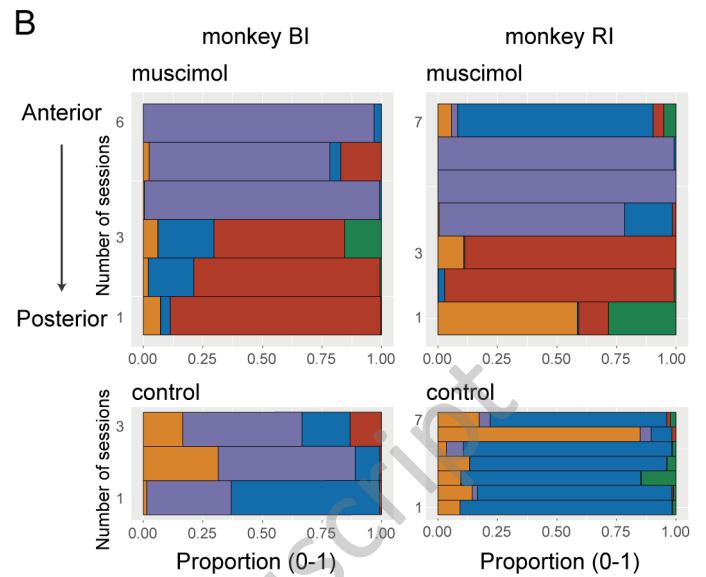 B
monkey BI
monkey RI
muscimol
muscimol
Anterior
Posterior
Number of sessions
6
3
1
0.00 0.25 0.50 0.75 1.00
7
3
1
0.00 0.25 0.50 0.75 1.00
control
control
Number of sessions
3
1
0.00 0.25 0.50 0.75 1.00
7
1
0.00 0.25 0.50 0.75 1.00
Proportion (0-1)
Proportion (0-1)
script